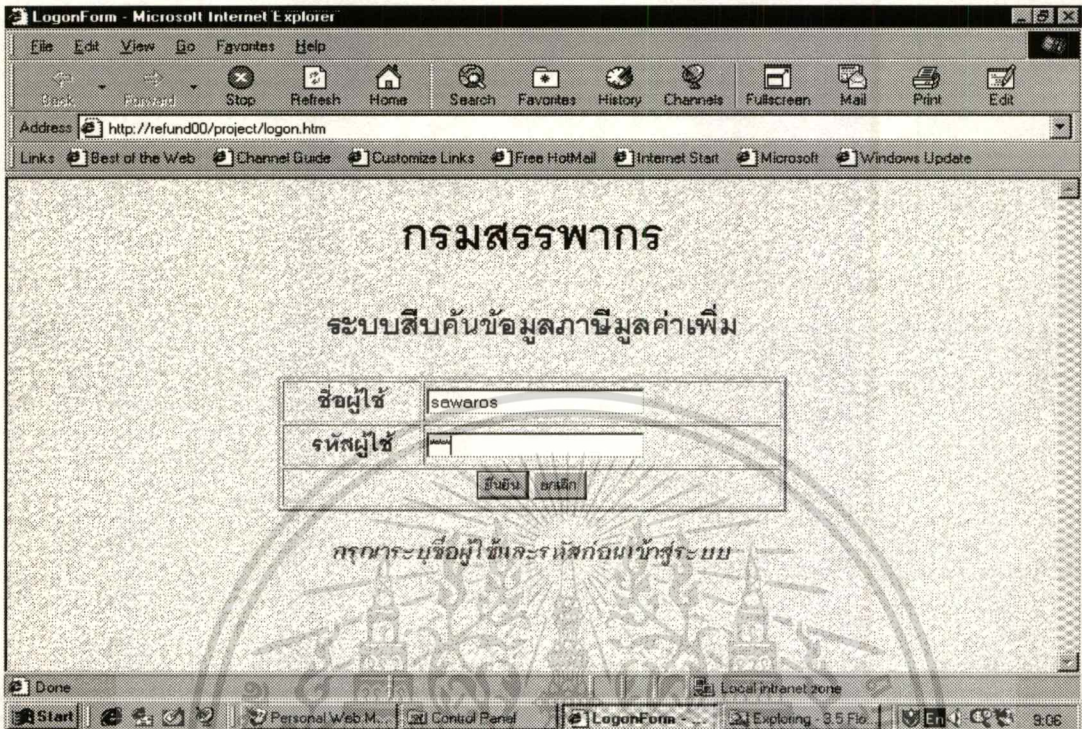 LogonForm - Microsoft Internet Explorer
File Edit View Go Favorites Help
Back Forward Stop Refresh Home Search Favorites History Channels Fullscreen Mail Print Edit
Address http://refund00/project/logon.htm
Links Best of the Web Channel Guide Customize Links Free HotMail Internet Start Microsoft Windows Update
กรมสรรพากร
ระบบสืบค้นข้อมูลภาษีมูลค่าเพิ่ม
ชื่อผู้ใช้ sawaros
รหัสผู้ใช้
ยืนยัน ยกเลิก
กรุณาระบุชื่อผู้ใช้และรหัสก่อนเข้าสู่ระบบ
Done Local intranet zone
Start Personal Web M... Control Panel LogonForm - ... Exploring - 3.5 Flo... En 9:06